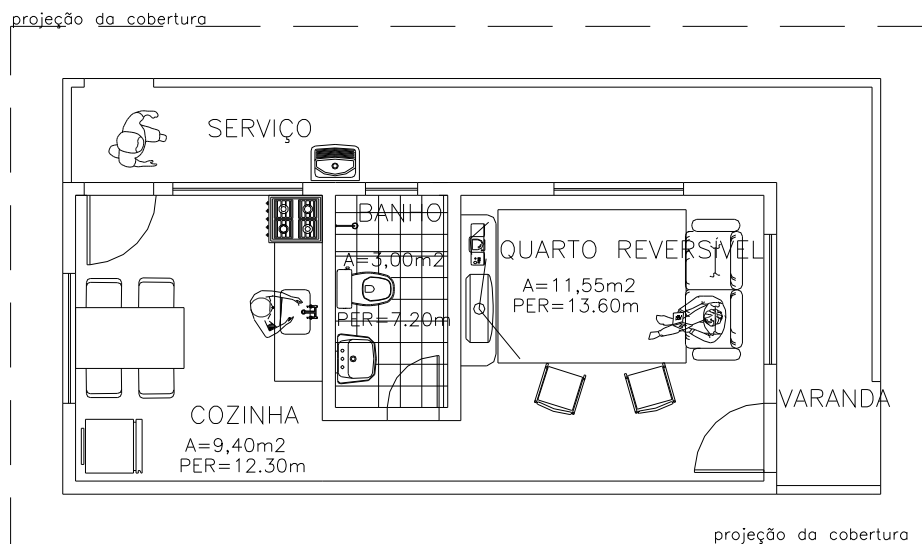 projeção da cobertura
SERVIÇO
BANHO
A=3,00m2
PER=7.20m
QUARTO REVERSIVEL
A=11,55m2
PER=13.60m
COZINHA
A=9,40m2
PER=12.30m
VARANDA
projeção da cobertura